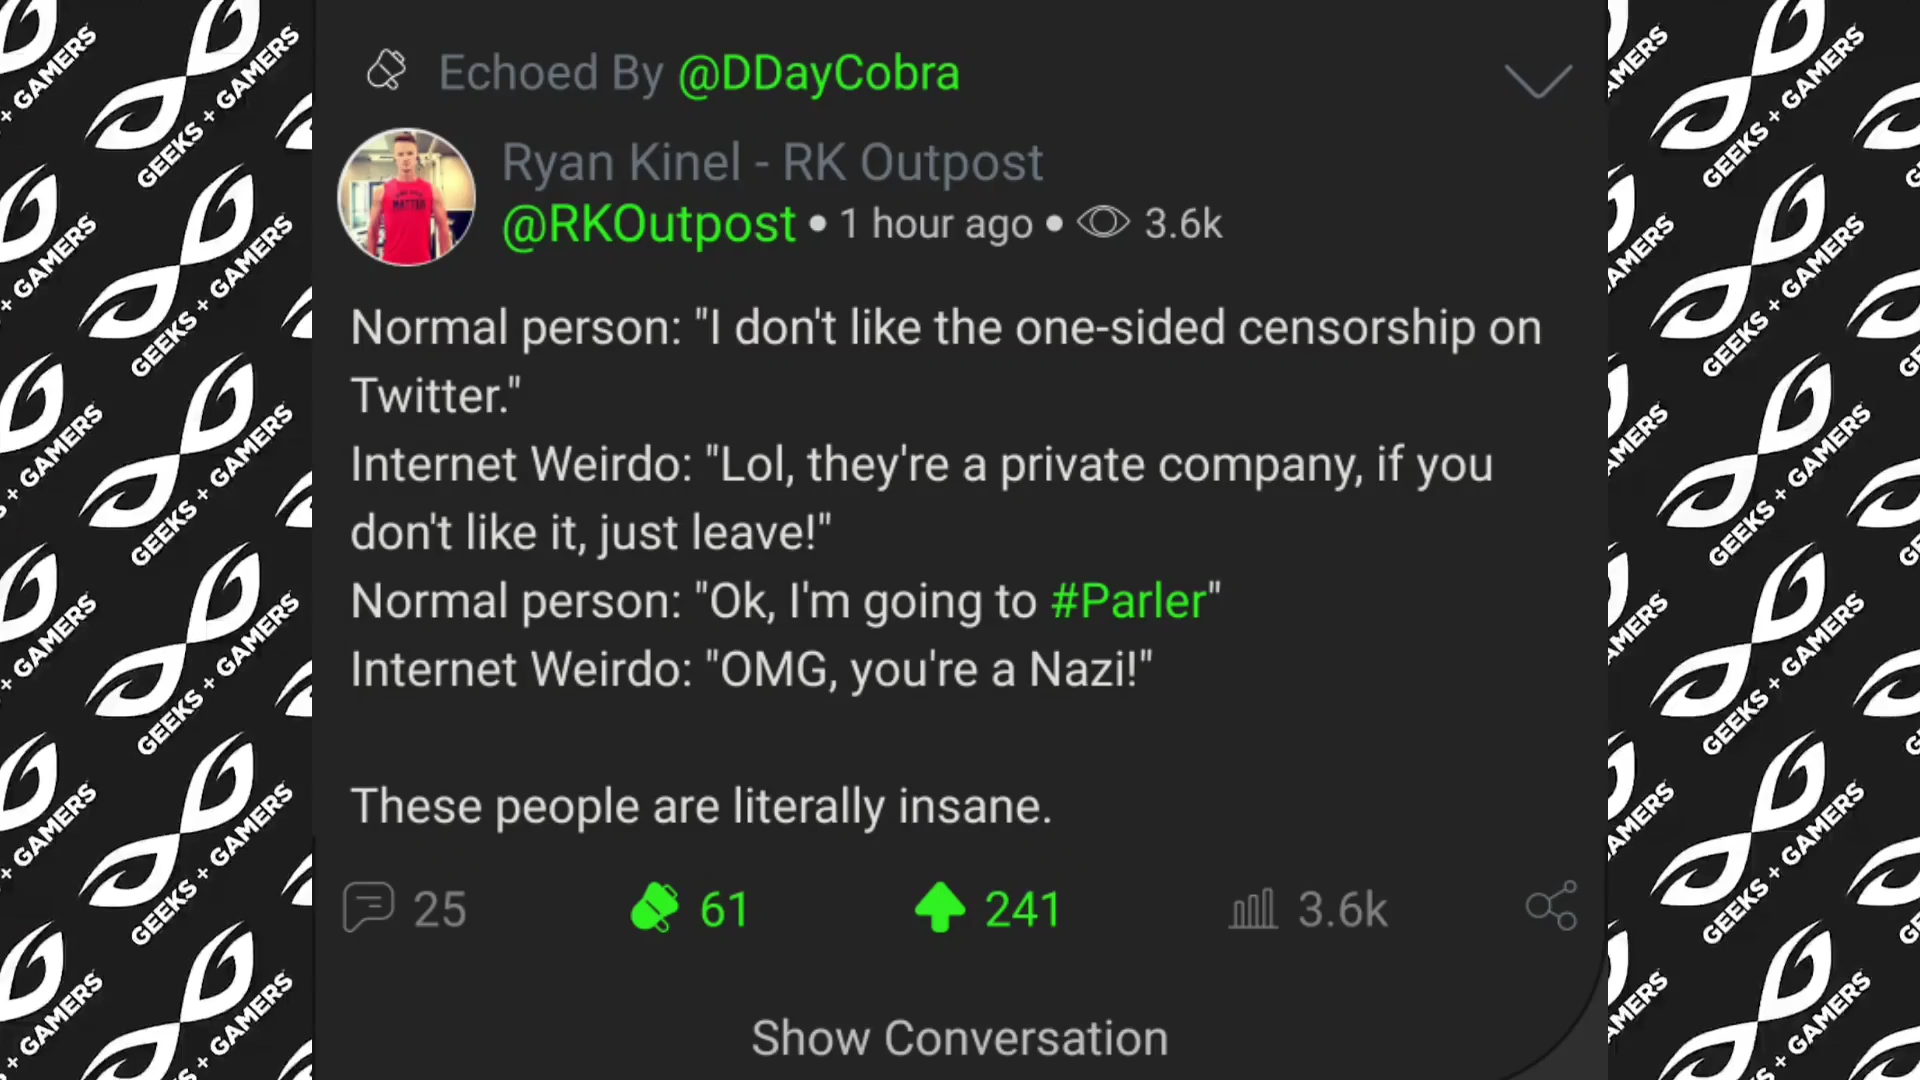 Echoed By @DDayCobra
Ryan Kinel - RK Outpost
@RKOutpost • 1 hour ago • 3.6k
Normal person: "I don't like the one-sided censorship on
Twitter."
Internet Weirdo: "Lol, they're a private company, if you
don't like it, just leave!"
Normal person: "Ok, I'm going to #Parler"
Internet Weirdo: "OMG, you're a Nazi!"
These people are literally insane.
25 61 241 3.6k
Show Conversation
GEEKS + GAMERS